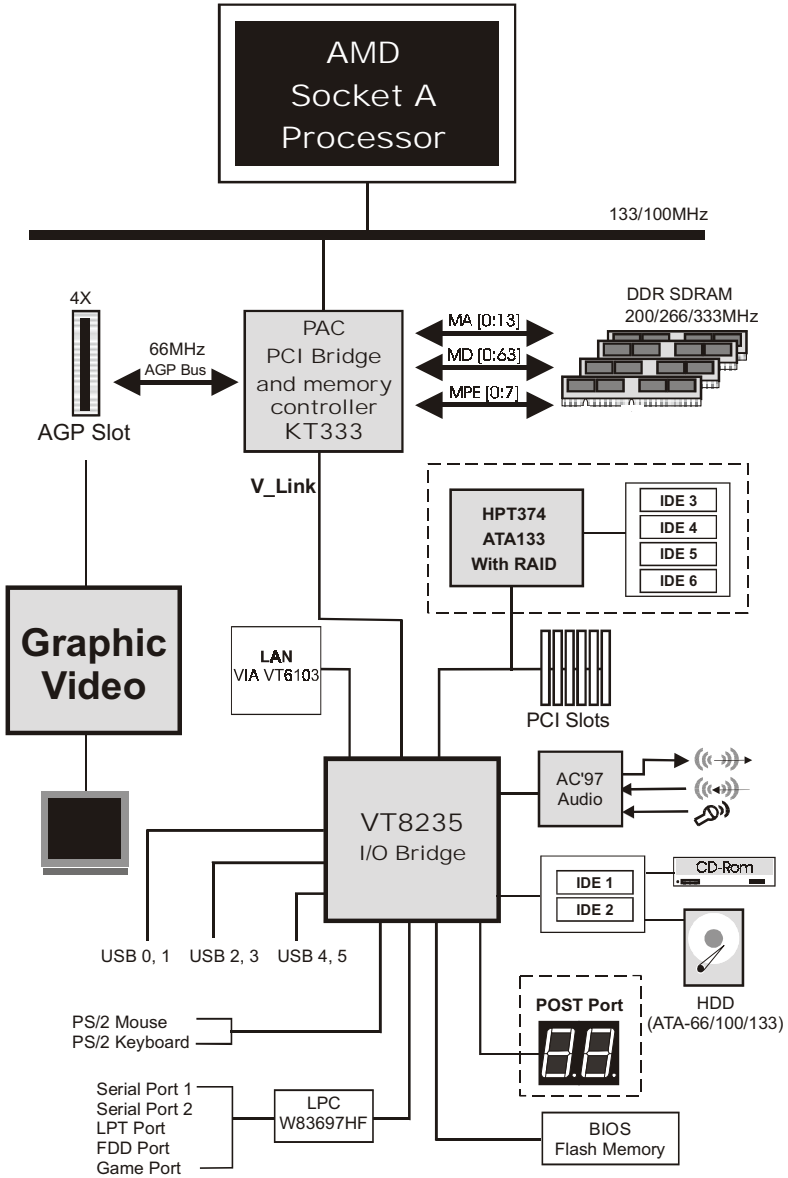 AMD
Socket A
Processor
133/100MHz
4X
66MHz
AGP Bus
AGP Slot
PAC
PCI Bridge
and memory
controller
KT333
MA [0:13]
MD [0:63]
MPE [0:7]
DDR SDRAM
200/266/333MHz
V_Link
HPT374
ATA133
With RAID
IDE 3
IDE 4
IDE 5
IDE 6
Graphic
Video
LAN
VIA VT6103
PCI Slots
VT8235
I/O Bridge
AC'97
Audio
IDE 1
IDE 2
CD-Rom
HDD
(ATA-66/100/133)
USB 0, 1
USB 2, 3
USB 4, 5
POST Port
8.8.
PS/2 Mouse
PS/2 Keyboard
Serial Port 1
Serial Port 2
LPT Port
FDD Port
Game Port
LPC
W83697HF
BIOS
Flash Memory